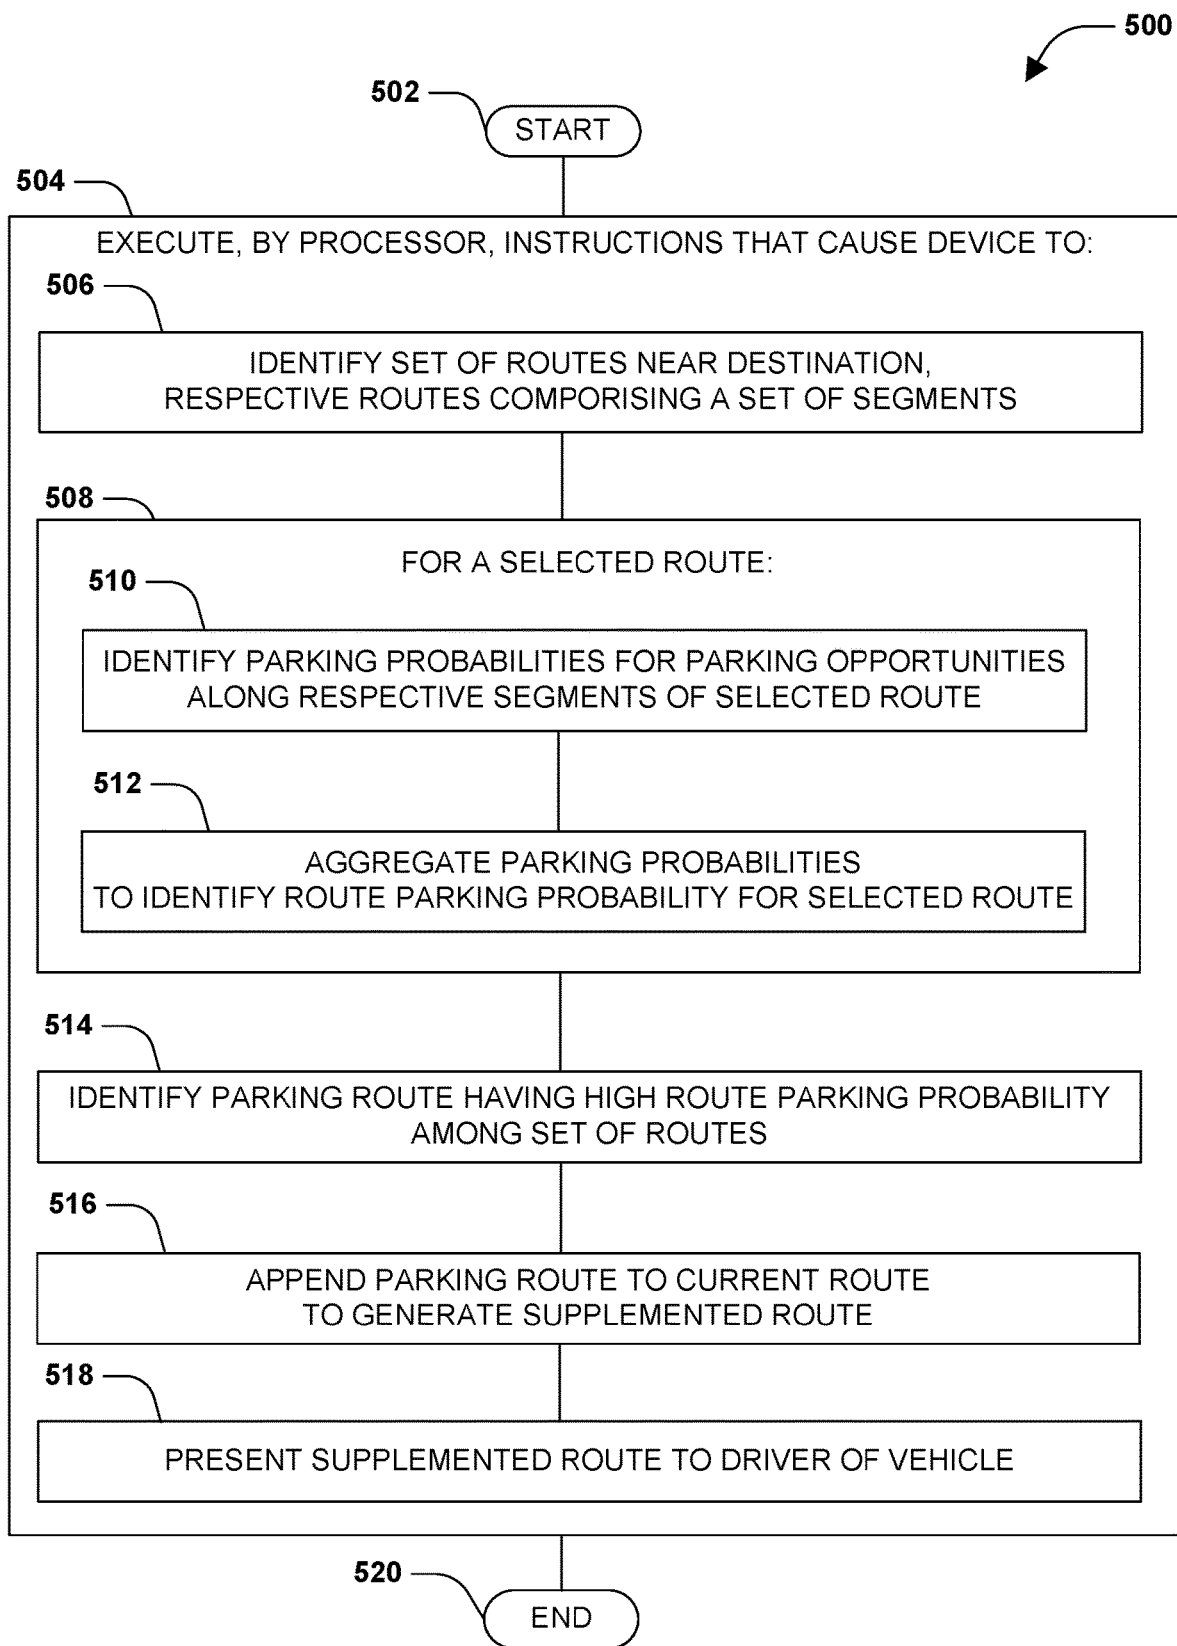 500
502
START
504
EXECUTE, BY PROCESSOR, INSTRUCTIONS THAT CAUSE DEVICE TO:
506
IDENTIFY SET OF ROUTES NEAR DESTINATION,
RESPECTIVE ROUTES COMPORISING A SET OF SEGMENTS
508
FOR A SELECTED ROUTE:
510
IDENTIFY PARKING PROBABILITIES FOR PARKING OPPORTUNITIES
ALONG RESPECTIVE SEGMENTS OF SELECTED ROUTE
512
AGGREGATE PARKING PROBABILITIES
TO IDENTIFY ROUTE PARKING PROBABILITY FOR SELECTED ROUTE
514
IDENTIFY PARKING ROUTE HAVING HIGH ROUTE PARKING PROBABILITY
AMONG SET OF ROUTES
516
APPEND PARKING ROUTE TO CURRENT ROUTE
TO GENERATE SUPPLEMENTED ROUTE
518
PRESENT SUPPLEMENTED ROUTE TO DRIVER OF VEHICLE
520
END